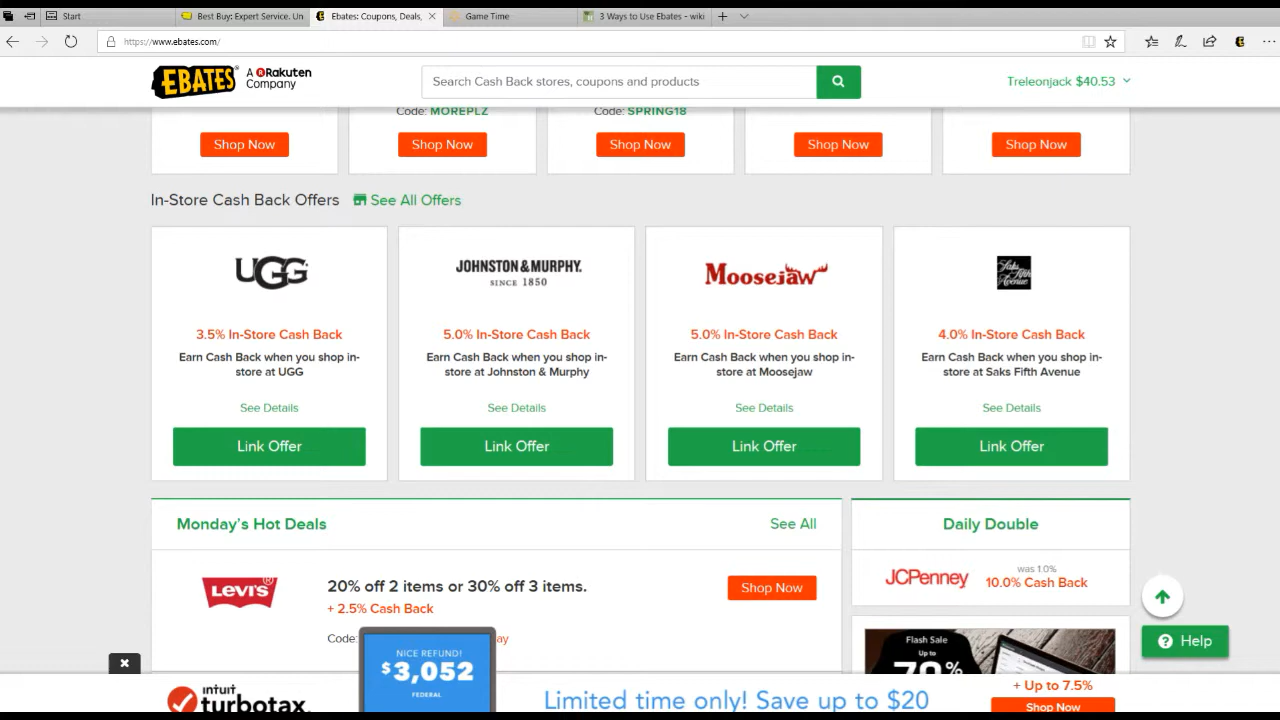 Start
Best Buy: Expert Service. Un
Ebates: Coupons, Deals,
Game Time
3 Ways to Use Ebates - wiki
https://www.ebates.com/
EBATES
A Rakuten
Company
Search Cash Back stores, coupons and products
Treleonjack $40.53
Code: MOREPLZ
Code: SPRING18
Shop Now
Shop Now
Shop Now
Shop Now
Shop Now
In-Store Cash Back Offers
See All Offers
UGG
3.5% In-Store Cash Back
Earn Cash Back when you shop in-
store at UGG
See Details
Link Offer
JOHNSTON & MURPHY.
SINCE 1850
5.0% In-Store Cash Back
Earn Cash Back when you shop in-
store at Johnston & Murphy
See Details
Link Offer
Moosejaw
5.0% In-Store Cash Back
Earn Cash Back when you shop in-
store at Moosejaw
See Details
Link Offer
Saks
Fifth
Avenue
4.0% In-Store Cash Back
Earn Cash Back when you shop in-
store at Saks Fifth Avenue
See Details
Link Offer
Monday's Hot Deals
See All
LEVI'S
20% off 2 items or 30% off 3 items.
+ 2.5% Cash Back
Code:
ay
Shop Now
Daily Double
JCPenney
was 1.0%
10.0% Cash Back
Flash Sale
Up to
70%
Help
NICE REFUND!
$3,052
FEDERAL
intuit
turbotax.
Limited time only! Save up to $20
+ Up to 7.5%
Shop Now